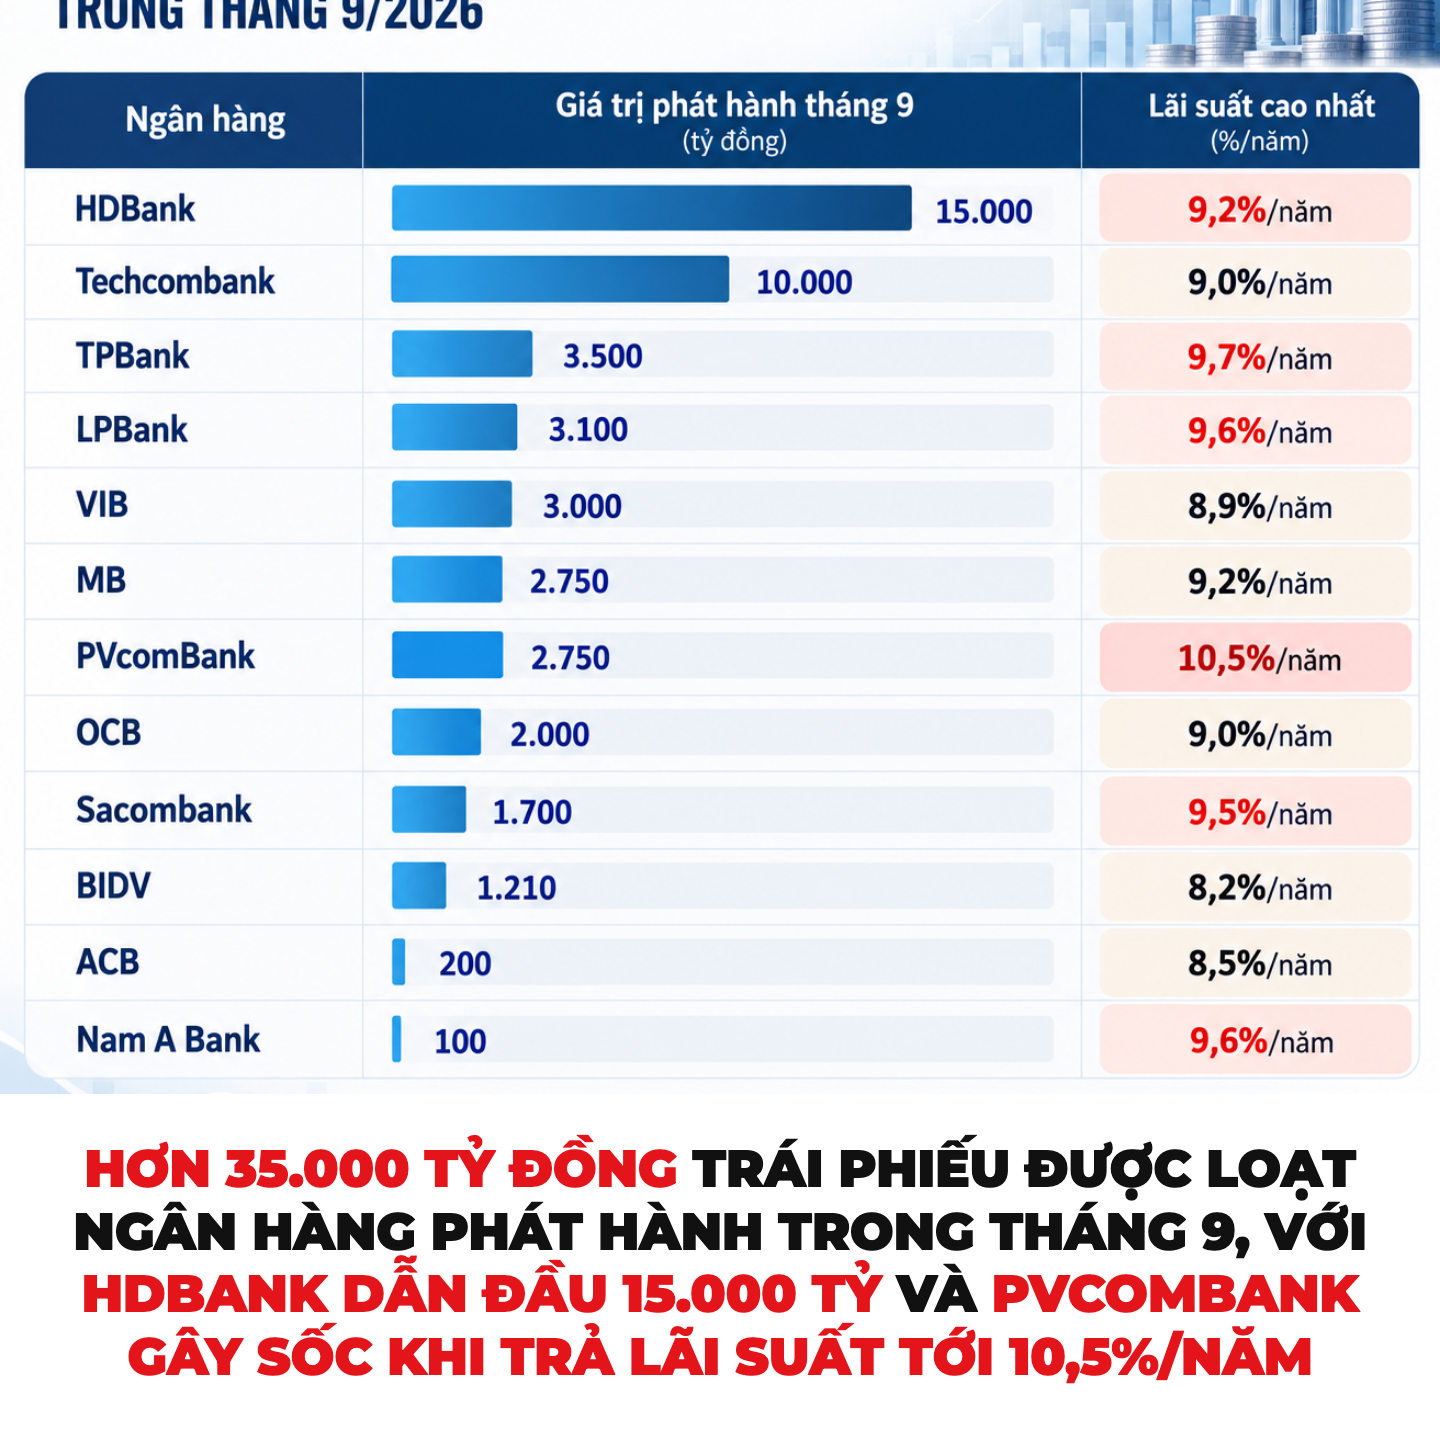 TRONG THÁNG 9/2026
Ngân hàng
Giá trị phát hành tháng 9
(tỷ đồng)
Lãi suất cao nhất
(%/năm)
HDBank 15.000 9,2%/năm
Techcombank 10.000 9,0%/năm
TPBank 3.500 9,7%/năm
LPBank 3.100 9,6%/năm
VIB 3.000 8,9%/năm
MB 2.750 9,2%/năm
PVcomBank 2.750 10,5%/năm
OCB 2.000 9,0%/năm
Sacombank 1.700 9,5%/năm
BIDV 1.210 8,2%/năm
ACB 200 8,5%/năm
Nam A Bank 100 9,6%/năm
HƠN 35.000 TỶ ĐỒNG TRÁI PHIẾU ĐƯỢC LOẠT
NGÂN HÀNG PHÁT HÀNH TRONG THÁNG 9, VỚI
HDBANK DẪN ĐẦU 15.000 TỶ VÀ PVCOMBANK
GÂY SỐC KHI TRẢ LÃI SUẤT TỚI 10,5%/NĂM